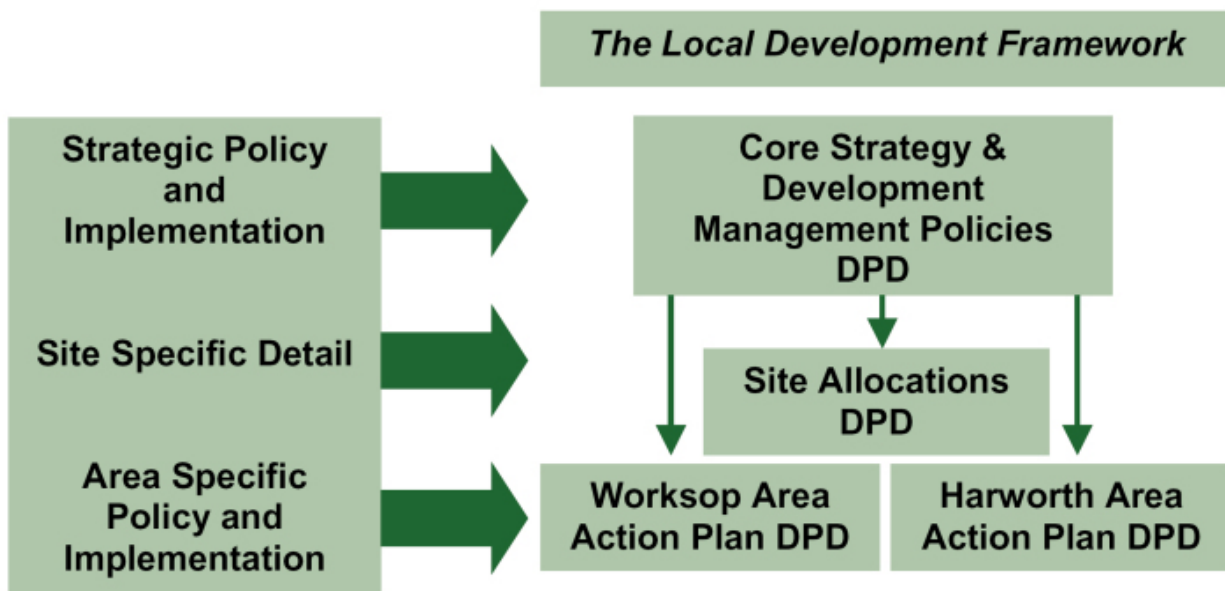 The Local Development Framework
Strategic Policy
and
Implementation
Core Strategy &
Development
Management Policies
DPD
Site Specific Detail
Site Allocations
DPD
Area Specific
Policy and
Implementation
Worksop Area
Action Plan DPD
Harworth Area
Action Plan DPD